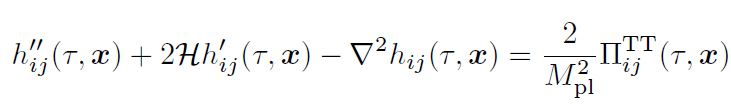 $h''_{ij}(\tau, \boldsymbol{x}) + 2\mathcal{H}h'_{ij}(\tau, \boldsymbol{x}) - \nabla^2 h_{ij}(\tau, \boldsymbol{x}) = \frac{2}{M_{\mathrm{pl}}^2} \Pi_{ij}^{\mathrm{TT}}(\tau, \boldsymbol{x})$